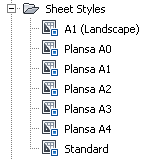 Sheet Styles
A1 (Landscape)
Plansa A0
Plansa A1
Plansa A2
Plansa A3
Plansa A4
Standard